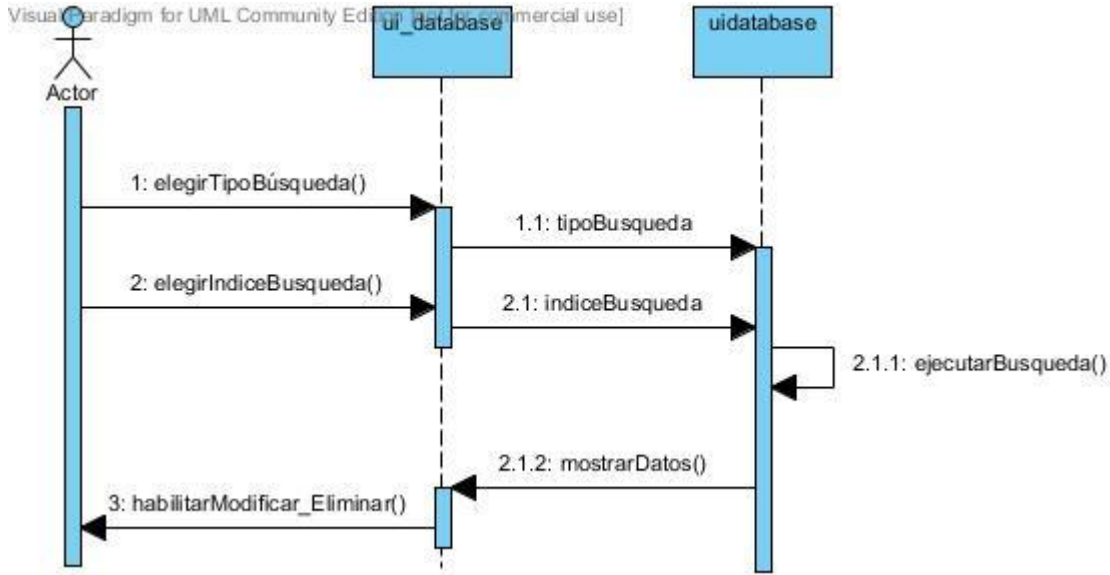 Visual Paradigm for UML Community Edition [not for commercial use]
ui_database
uidatabase
Actor
1: elegirTipoBúsqueda()
1.1: tipoBusqueda
2: elegirIndiceBusqueda()
2.1: indiceBusqueda
2.1.1: ejecutarBusqueda()
2.1.2: mostrarDatos()
3: habilitarModificar_Eliminar()